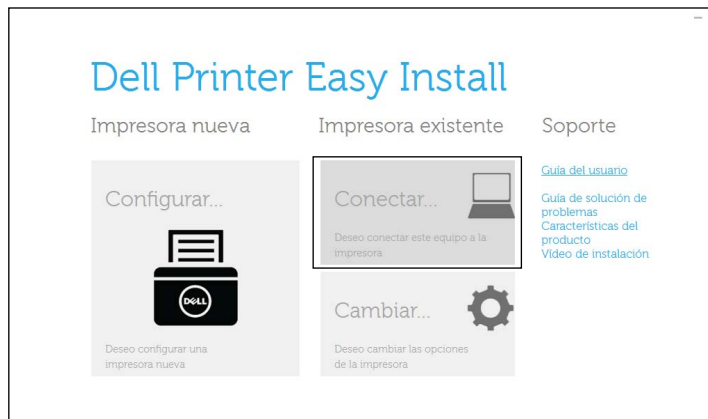 Dell Printer Easy Install
Impresora nueva
Impresora existente
Soporte
Configurar...
DELL
Deseo configurar una
impresora nueva
Conectar...
Deseo conectar este equipo a la
impresora
Cambiar...
Deseo cambiar las opciones
de la impresora
Guía del usuario
Guía de solución de
problemas
Características del
producto
Vídeo de instalación